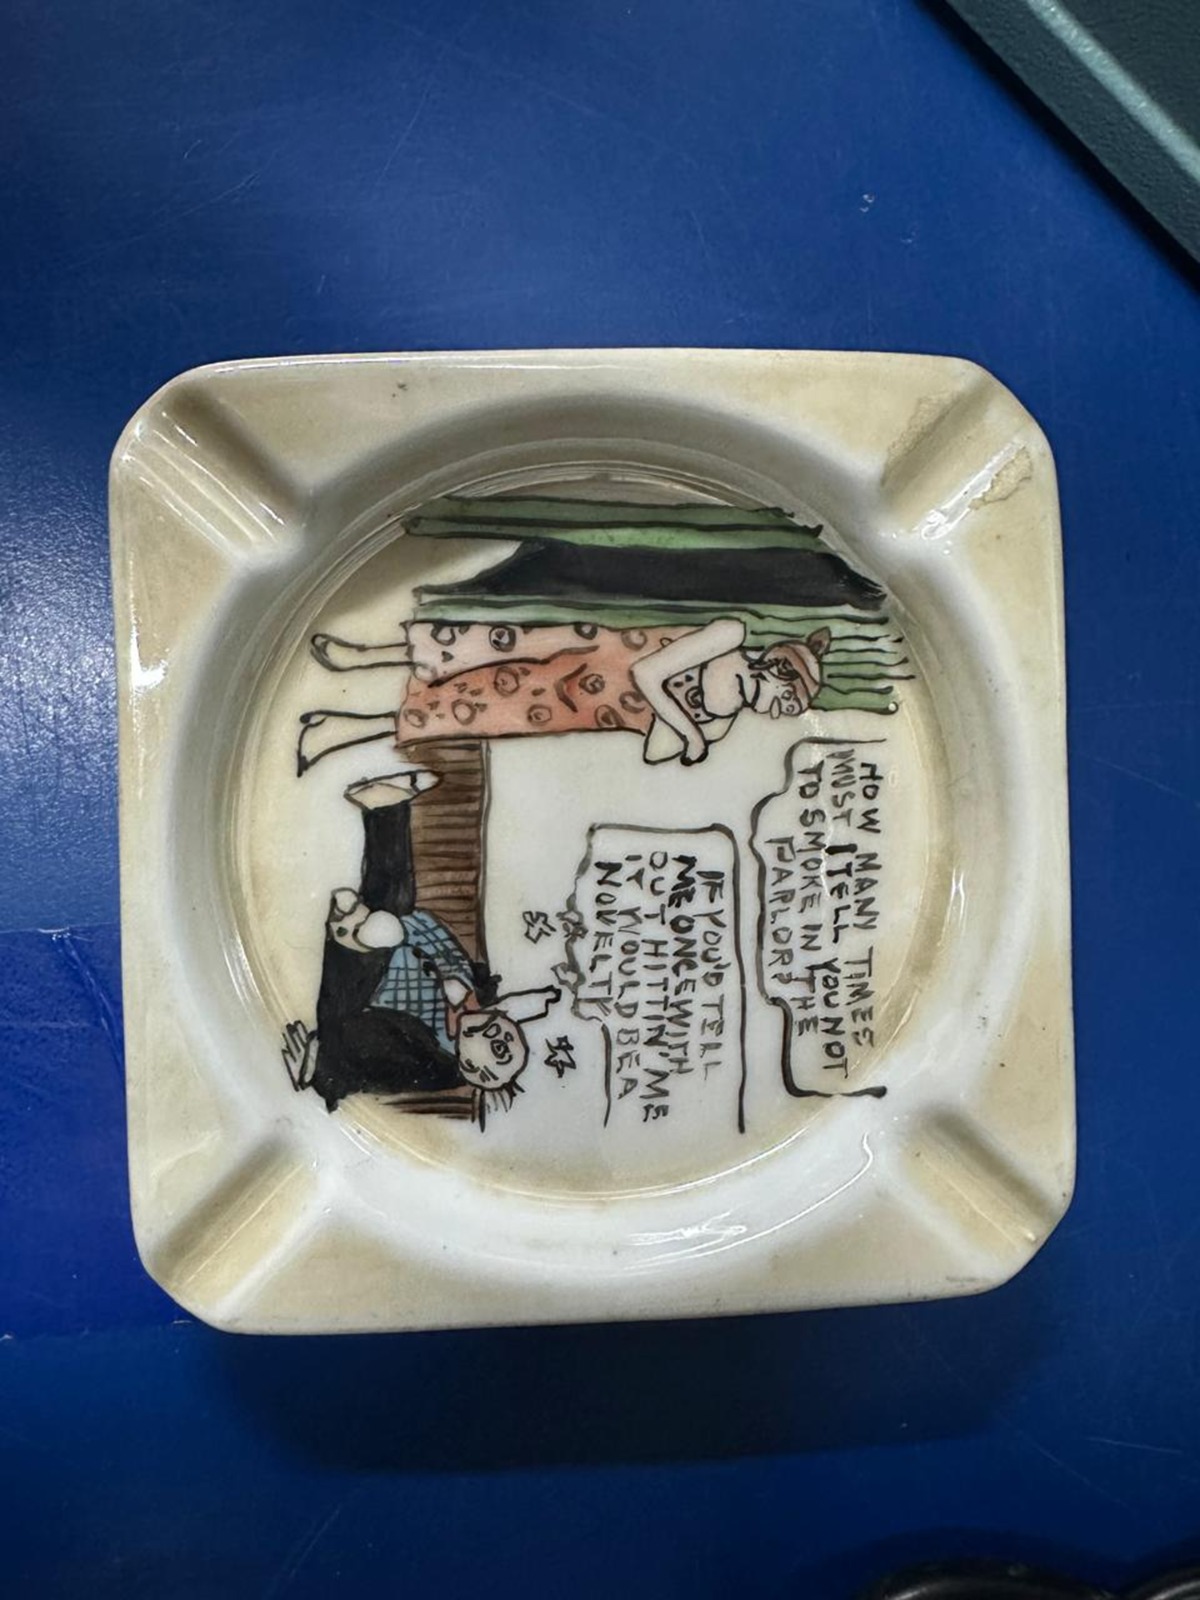 HOW MANY TIMES
MUST I TELL YOU NOT
TO SMOKE IN THE
PARLOR?
IF YOU'D TELL
ME ONCE WITH
OUT HITTIN' ME
IT WOULD BE A
NOVELTY